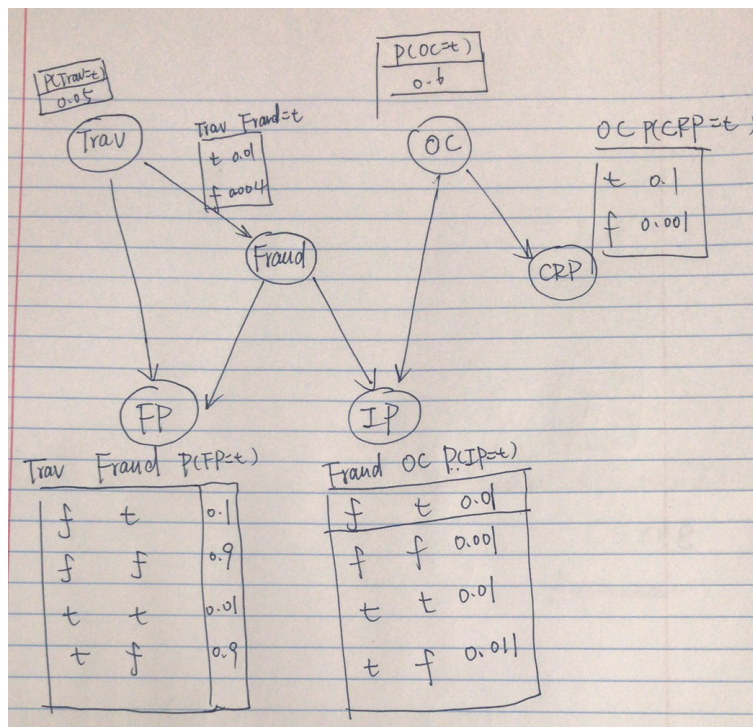 P(Trav=t)
0.05
Trav
Trav Fraud=t
t 0.01
f 0.004
Fraud
P(OC=t)
0.6
OC
OC P(CRP=t)
t 0.1
f 0.001
CRP
FP
IP
Trav Fraud P(FP=t)
f t 0.1
f f 0.9
t t 0.01
t f 0.9
Fraud OC P(IP=t)
f t 0.01
f f 0.001
t t 0.01
t f 0.011